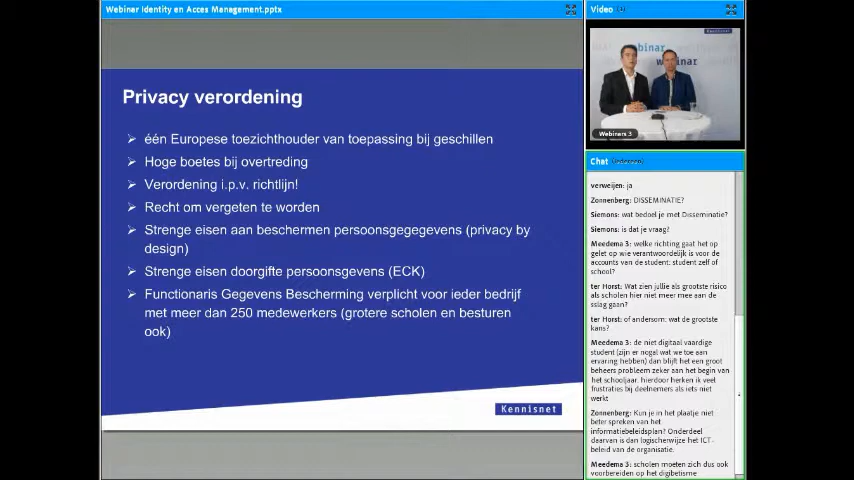 Webinar Identity en Acces Management.pptx
Privacy verordening
één Europese toezichthouder van toepassing bij geschillen
Hoge boetes bij overtreding
Verordening i.p.v. richtlijn!
Recht om vergeten te worden
Strenge eisen aan beschermen persoonsgegegevens (privacy by
design)
Strenge eisen doorgifte persoonsgevens (ECK)
Functionaris Gegevens Bescherming verplicht voor ieder bedrijf
met meer dan 250 medewerkers (grotere scholen en besturen
ook)
Kennisnet
Video (1)
Kennisnet
webinar
Webinars 3
Chat (Iedereen)
verweijen: ja
Zonnenberg: DISSEMINATIE?
Siemons: wat bedoel je met Disseminatie?
Siemons: is dat je vraag?
Meedema 3: welke richting gaat het op
gelet op wie verantwoordelijk is voor de
accounts van de student: student zelf of
school?
ter Horst: Wat zien jullie als grootste risico
als scholen hier niet meer mee aan de
sslag gaan?
ter Horst: of andersom: wat de grootste
kans?
Meedema 3: de niet digitaal vaardige
student (zijn er nogal wat we toe aan
ervaring hebben) dan blijft het een groot
beheers probleem zeker aan het begin van
het schooljaar. hierdoor herken ik veel
frustraties bij deelnemers als iets niet
werkt
Zonnenberg: Kun je in het plaatje niet
beter spreken van het
informatiebeleidsplan? Onderdeel
daarvan is dan logischerwijze het ICT-
beleid van de organisatie.
Meedema 3: scholen moeten zich dus ook
voorbereiden op het digibetisme